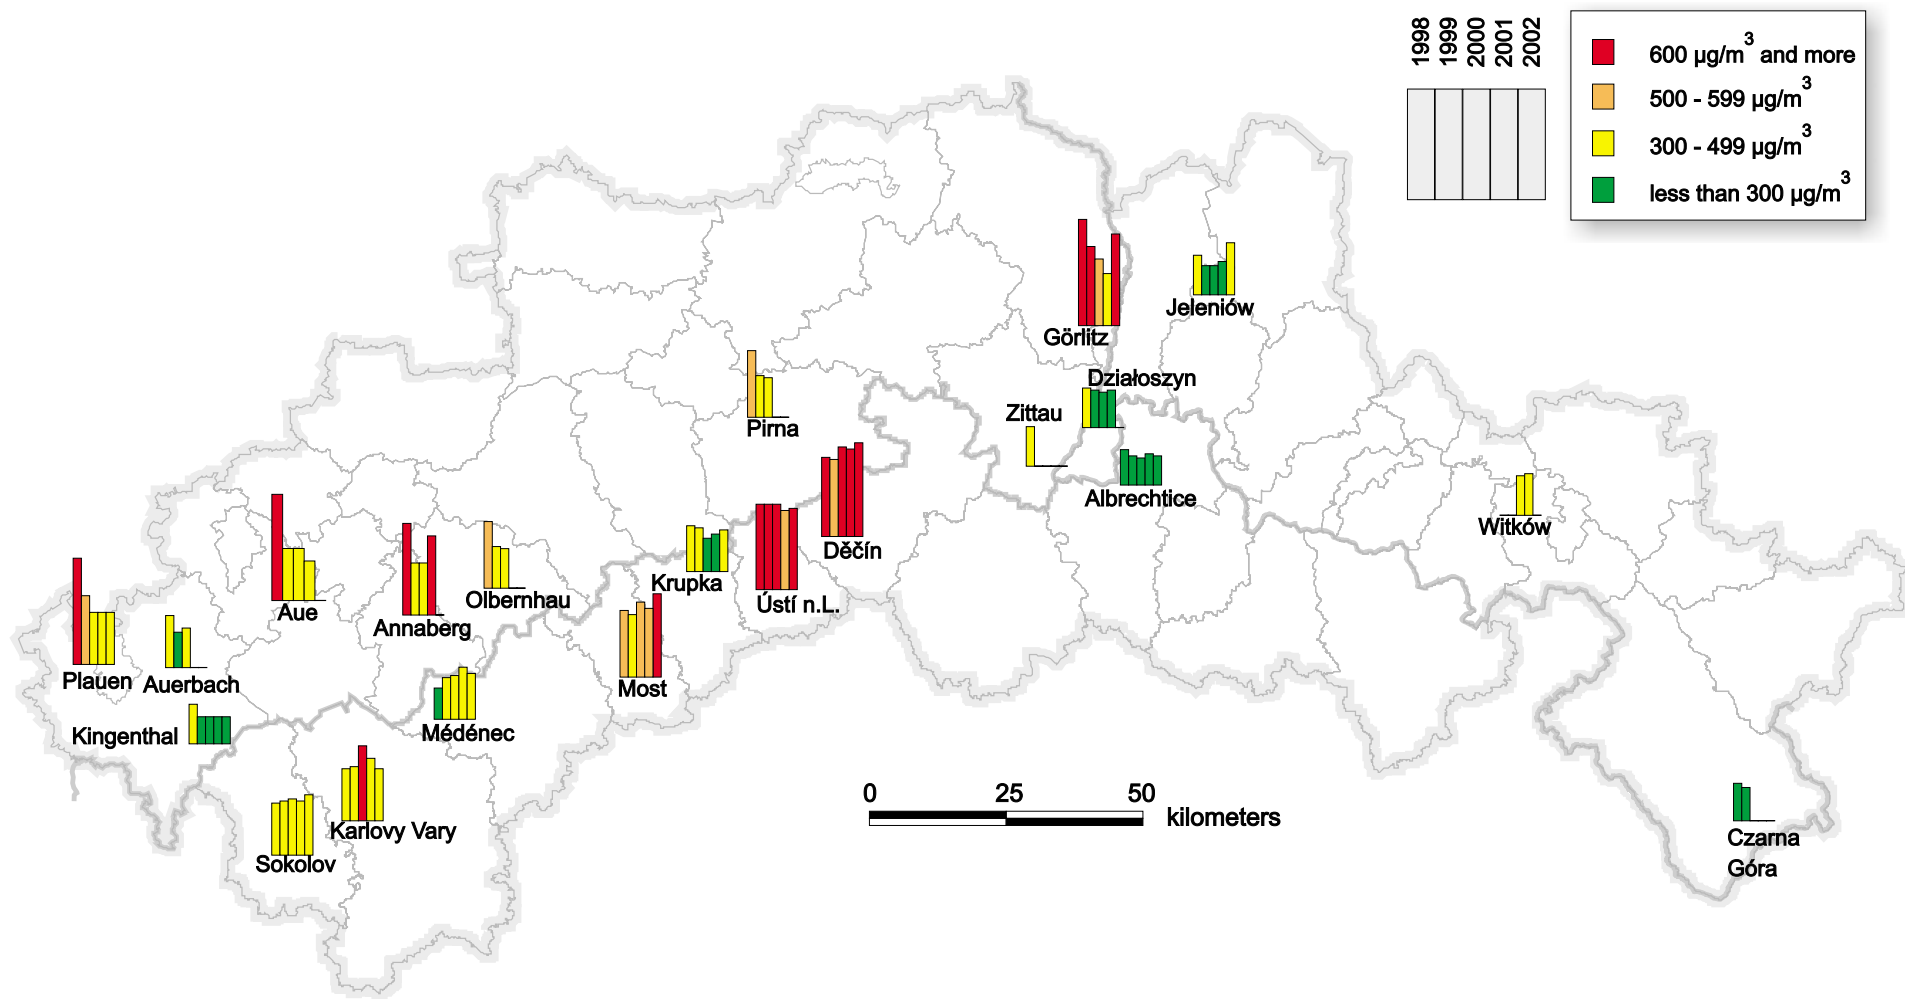 1998
1999
2000
2001
2002
600 µg/m³ and more
500 - 599 µg/m³
300 - 499 µg/m³
less than 300 µg/m³
Jeleniów
Görlitz
Działoszyn
Zittau
Pirna
Albrechtice
Witków
Děčín
Krupka
Ústí n.L.
Olbernhau
Aue
Annaberg
Plauen
Auerbach
Most
Kingenthal
Médénec
0 25 50
kilometers
Karlovy Vary
Sokolov
Czarna
Góra